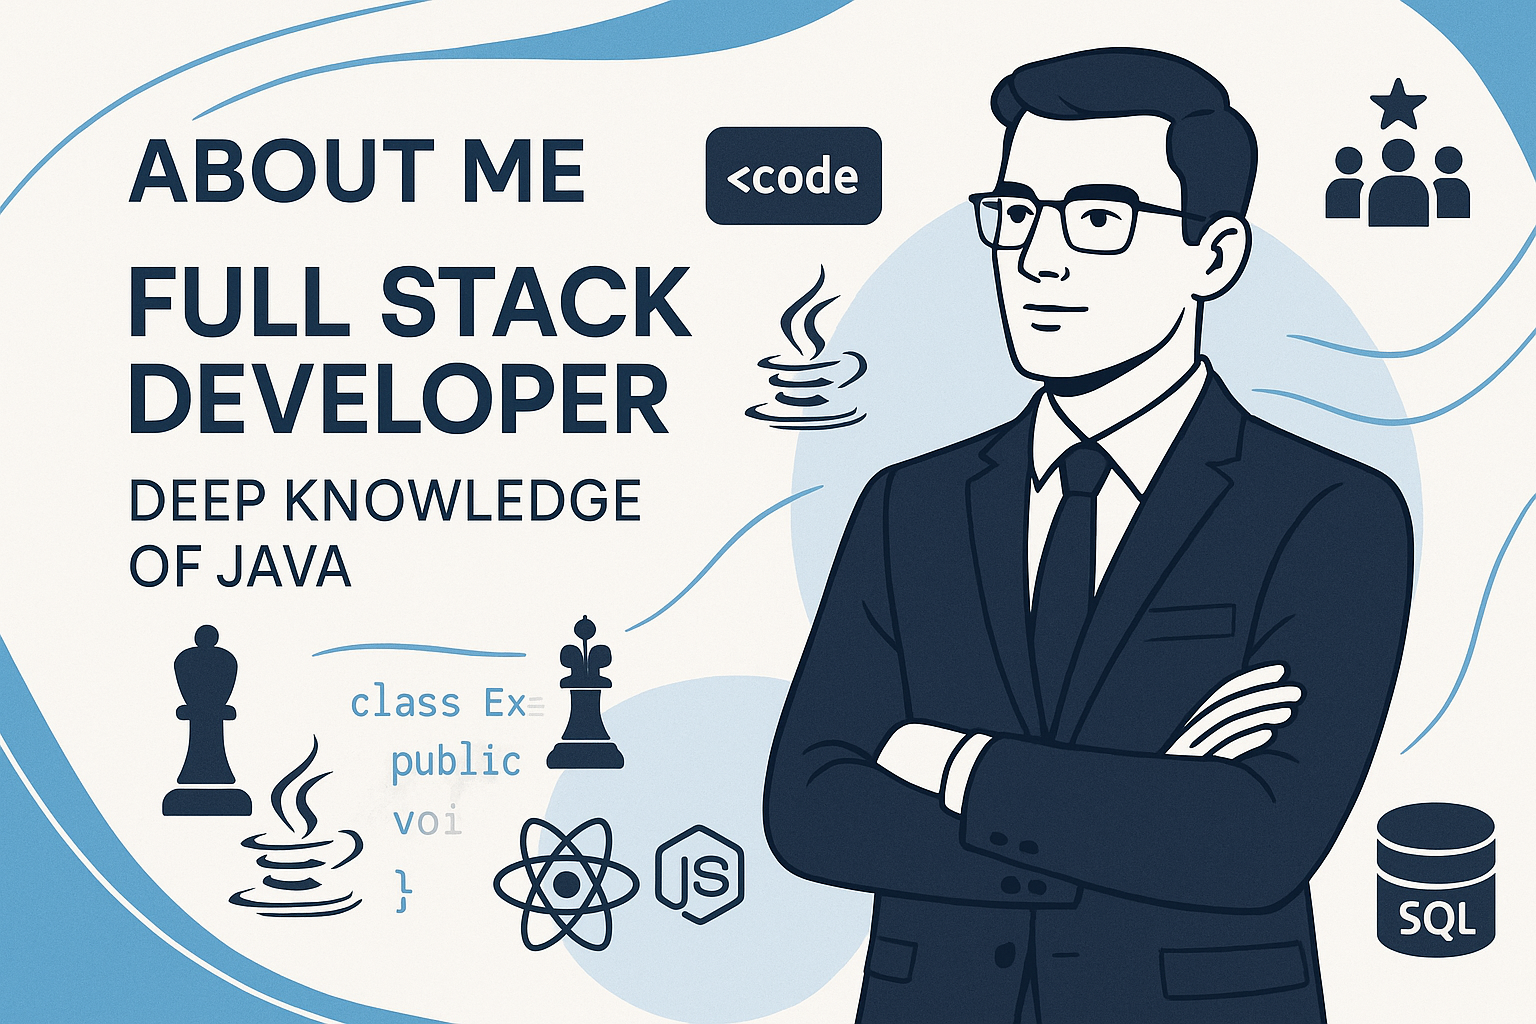 ABOUT ME
FULL STACK
DEVELOPER
DEEP KNOWLEDGE
OF JAVA
<code
class Ex
public
voi
}
JS
SQL